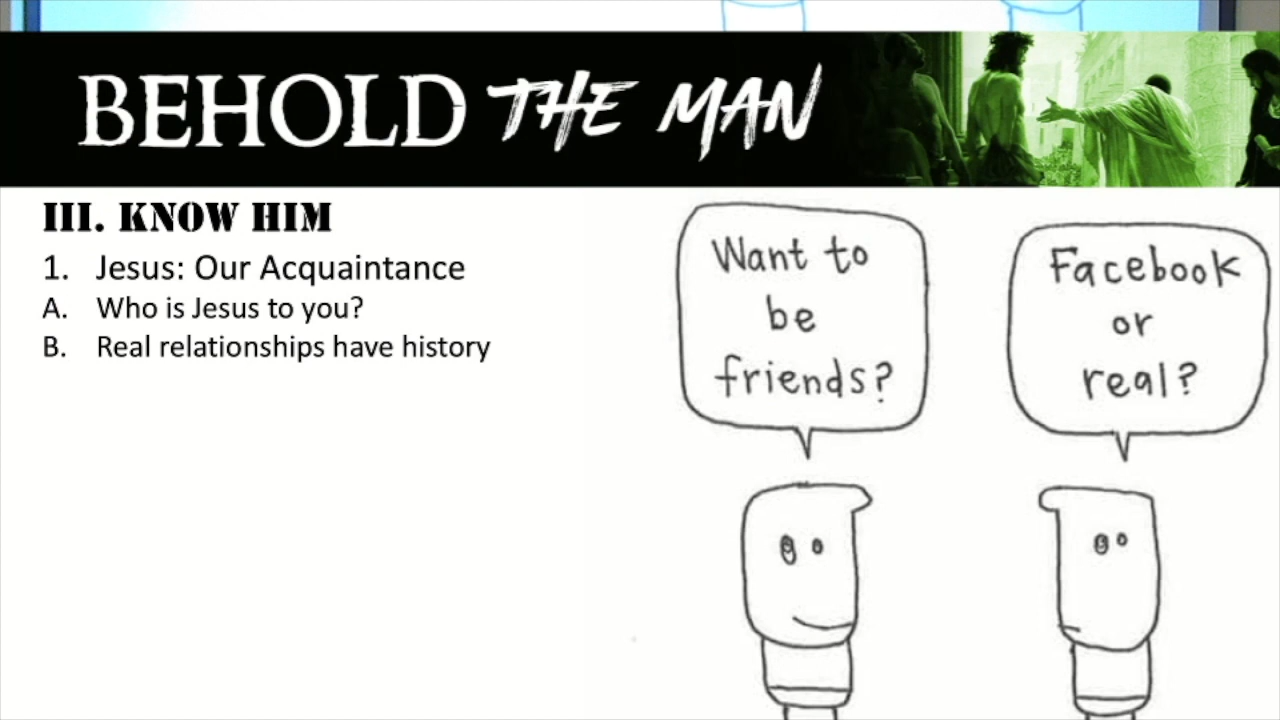 BEHOLD THE MAN
III. KNOW HIM
1. Jesus: Our Acquaintance
A. Who is Jesus to you?
B. Real relationships have history
Want to
be
friends?
Facebook
or
real?